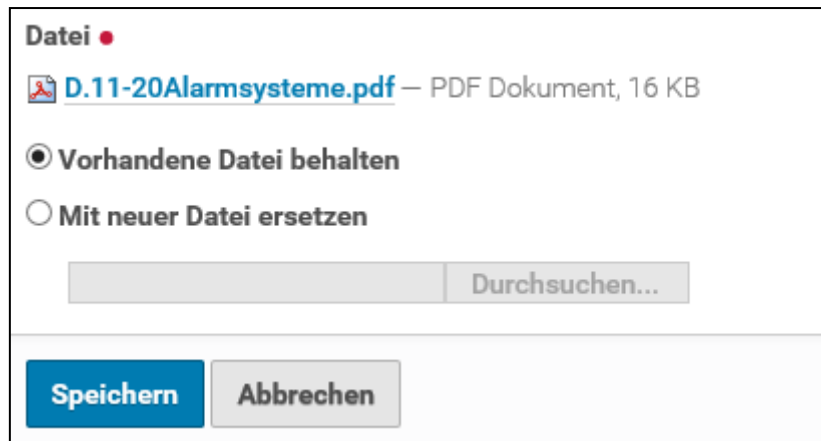 Datei
D.11-20Alarmsysteme.pdf — PDF Dokument, 16 KB
Vorhandene Datei behalten
Mit neuer Datei ersetzen
Durchsuchen...
Speichern Abbrechen